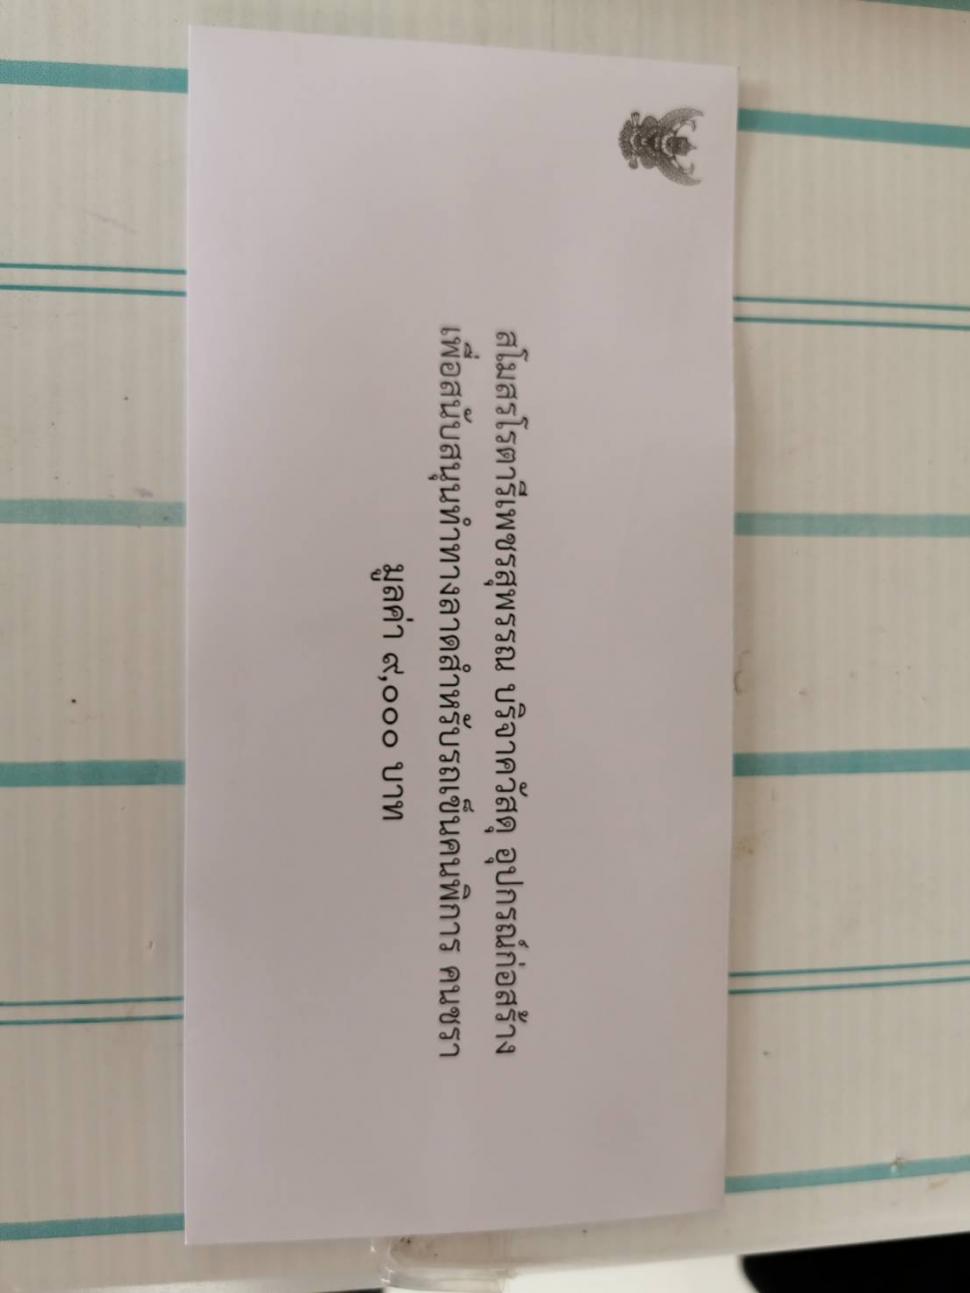 สโมสรโรตารีเพชรสุพรรณ บริจาควัสดุ อุปกรณ์ก่อสร้าง
เพื่อสนับสนุนทำทางลาดสำหรับรถเข็นคนพิการ คนชรา
มูลค่า ๙,๐๐๐ บาท